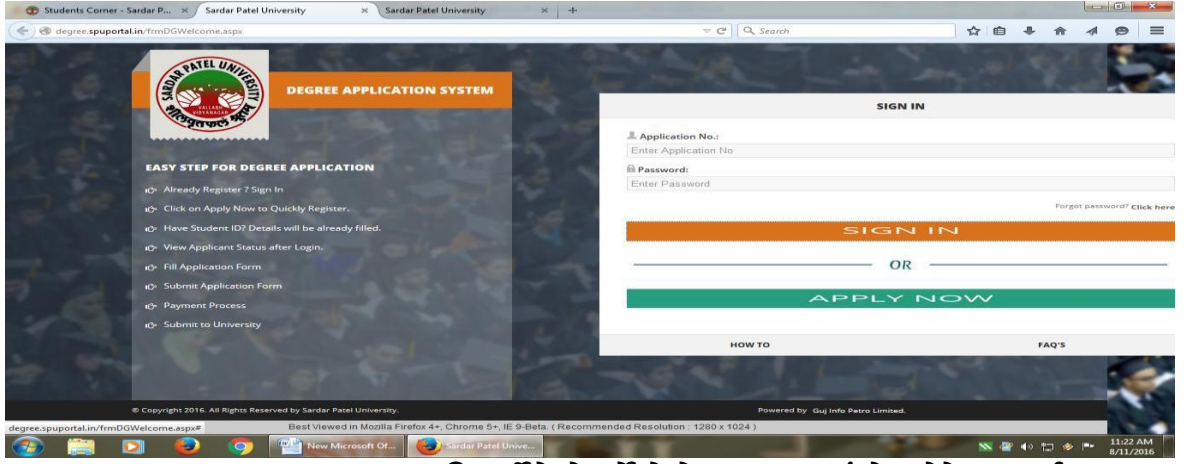 Students Corner - Sardar P...
Sardar Patel University
Sardar Patel University
degree.spuportal.in/frmDGWelcome.aspx
Search
SARDAR PATEL UNIVERSITY
VALLABH
VIDYANAGAR
DEGREE APPLICATION SYSTEM
EASY STEP FOR DEGREE APPLICATION
Already Register ? Sign In
Click on Apply Now to Quickly Register.
Have Student ID? Details will be already filled.
View Applicant Status after Login.
Fill Application Form
Submit Application Form
Payment Process
Submit to University
SIGN IN
Application No.:
Enter Application No
Password:
Enter Password
Forgot password? Click here
SIGN IN
OR
APPLY NOW
HOW TO
FAQ'S
© Copyright 2016. All Rights Reserved by Sardar Patel University.
Powered by Guj Info Petro Limited.
degree.spuportal.in/frmDGWelcome.aspx#
Best Viewed in Mozilla Firefox 4+, Chrome 5+, IE 9-Beta. ( Recommended Resolution : 1280 x 1024 )
New Microsoft Of...
Sardar Patel Unive...
11:22 AM
8/11/2016